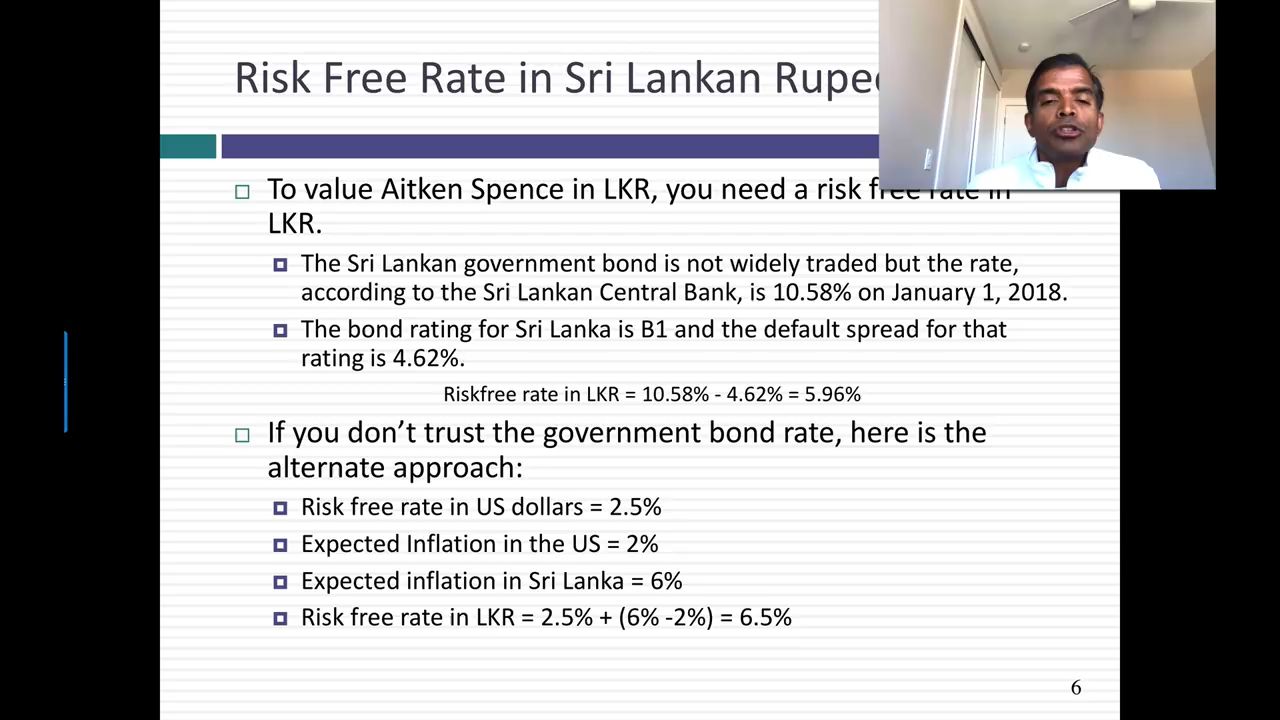 Risk Free Rate in Sri Lankan Rupee
To value Aitken Spence in LKR, you need a risk free rate in
LKR.
The Sri Lankan government bond is not widely traded but the rate,
according to the Sri Lankan Central Bank, is 10.58% on January 1, 2018.
The bond rating for Sri Lanka is B1 and the default spread for that
rating is 4.62%.
Riskfree rate in LKR = 10.58% - 4.62% = 5.96%
If you don’t trust the government bond rate, here is the
alternate approach:
Risk free rate in US dollars = 2.5%
Expected Inflation in the US = 2%
Expected inflation in Sri Lanka = 6%
Risk free rate in LKR = 2.5% + (6% -2%) = 6.5%
6